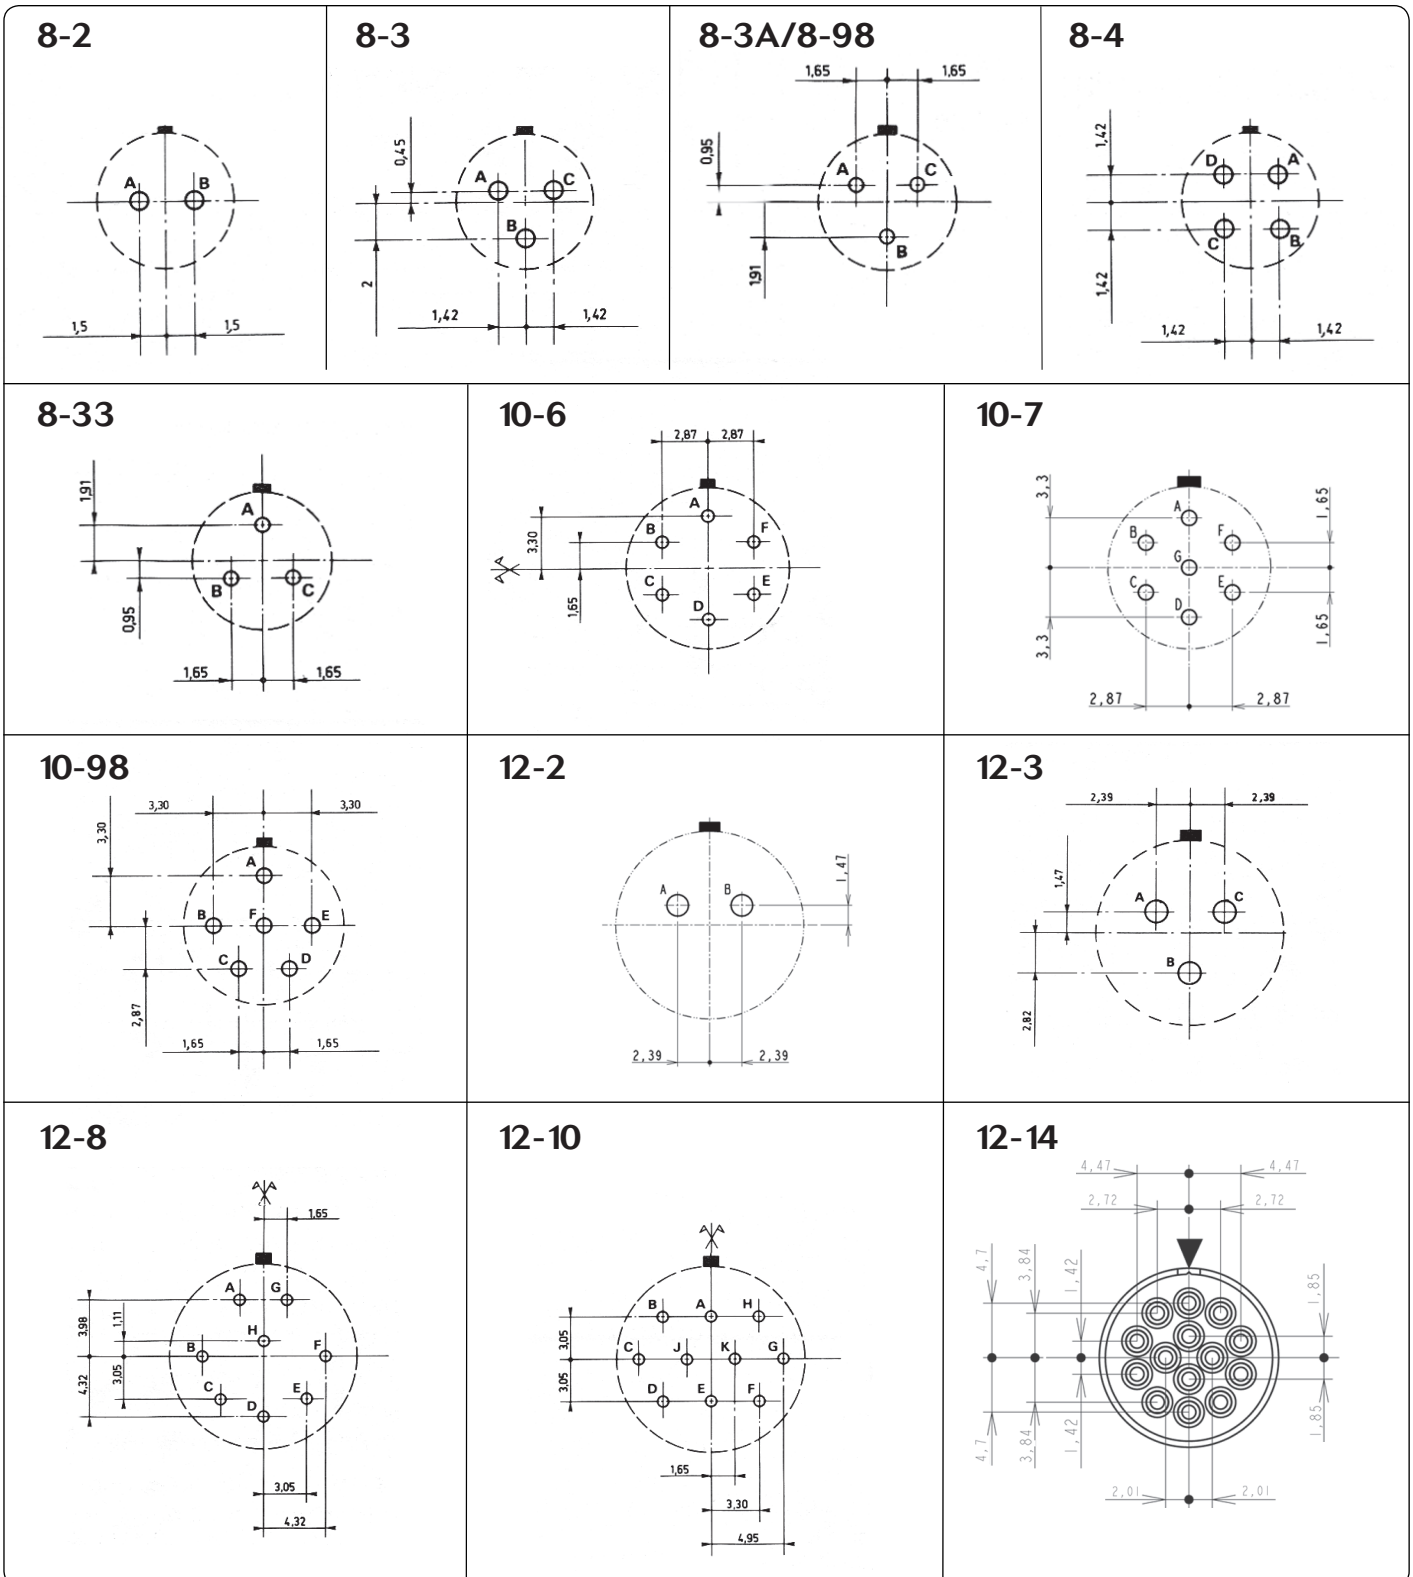 8-2
A B
1,5 1,5
8-3
0,45
A C
B
2
1,42 1,42
8-3A/8-98
1,65 1,65
0,95
A C
B
1,91
8-4
1,42
D A
C B
1,42
1,42 1,42
8-33
1,91
A
B C
0,95
1,65 1,65
10-6
2,87 2,87
A
B F
3,30
C E
1,65
D
10-7
3,3 1,65
A
B F
G
C E
D
3,3 1,65
2,87 2,87
10-98
3,30 3,30
3,30
A
B F E
C D
2,87
1,65 1,65
12-2
A B
1,47
2,39 2,39
12-3
2,39 2,39
1,47
A C
B
2,82
12-8
A A
1,65
A G
3,98 1,11
H
B F
4,32 3,05
C E
D
3,05
4,32
12-10
A A
B A H
3,05
C J K G
3,05
D E F
1,65
3,30
4,95
12-14
4,47 4,47
2,72 2,72
4,7 3,84 1,42 1,85
4,7 3,84 1,42 1,85
2,01 2,01